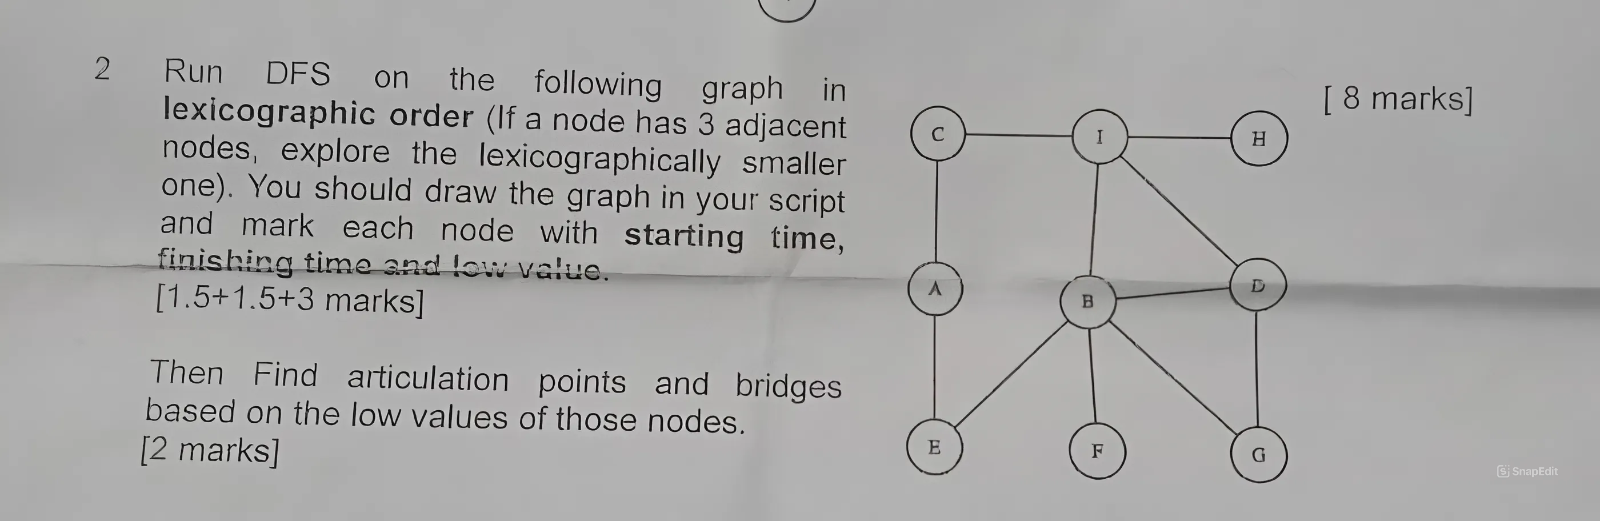 2 Run DFS on the following graph in
lexicographic order (If a node has 3 adjacent
nodes, explore the lexicographically smaller
one). You should draw the graph in your script
and mark each node with starting time,
finishing time and low value.
[1.5+1.5+3 marks]
Then Find articulation points and bridges
based on the low values of those nodes.
[2 marks]
[ 8 marks]
C I H
A B D
E F G
SnapEdit